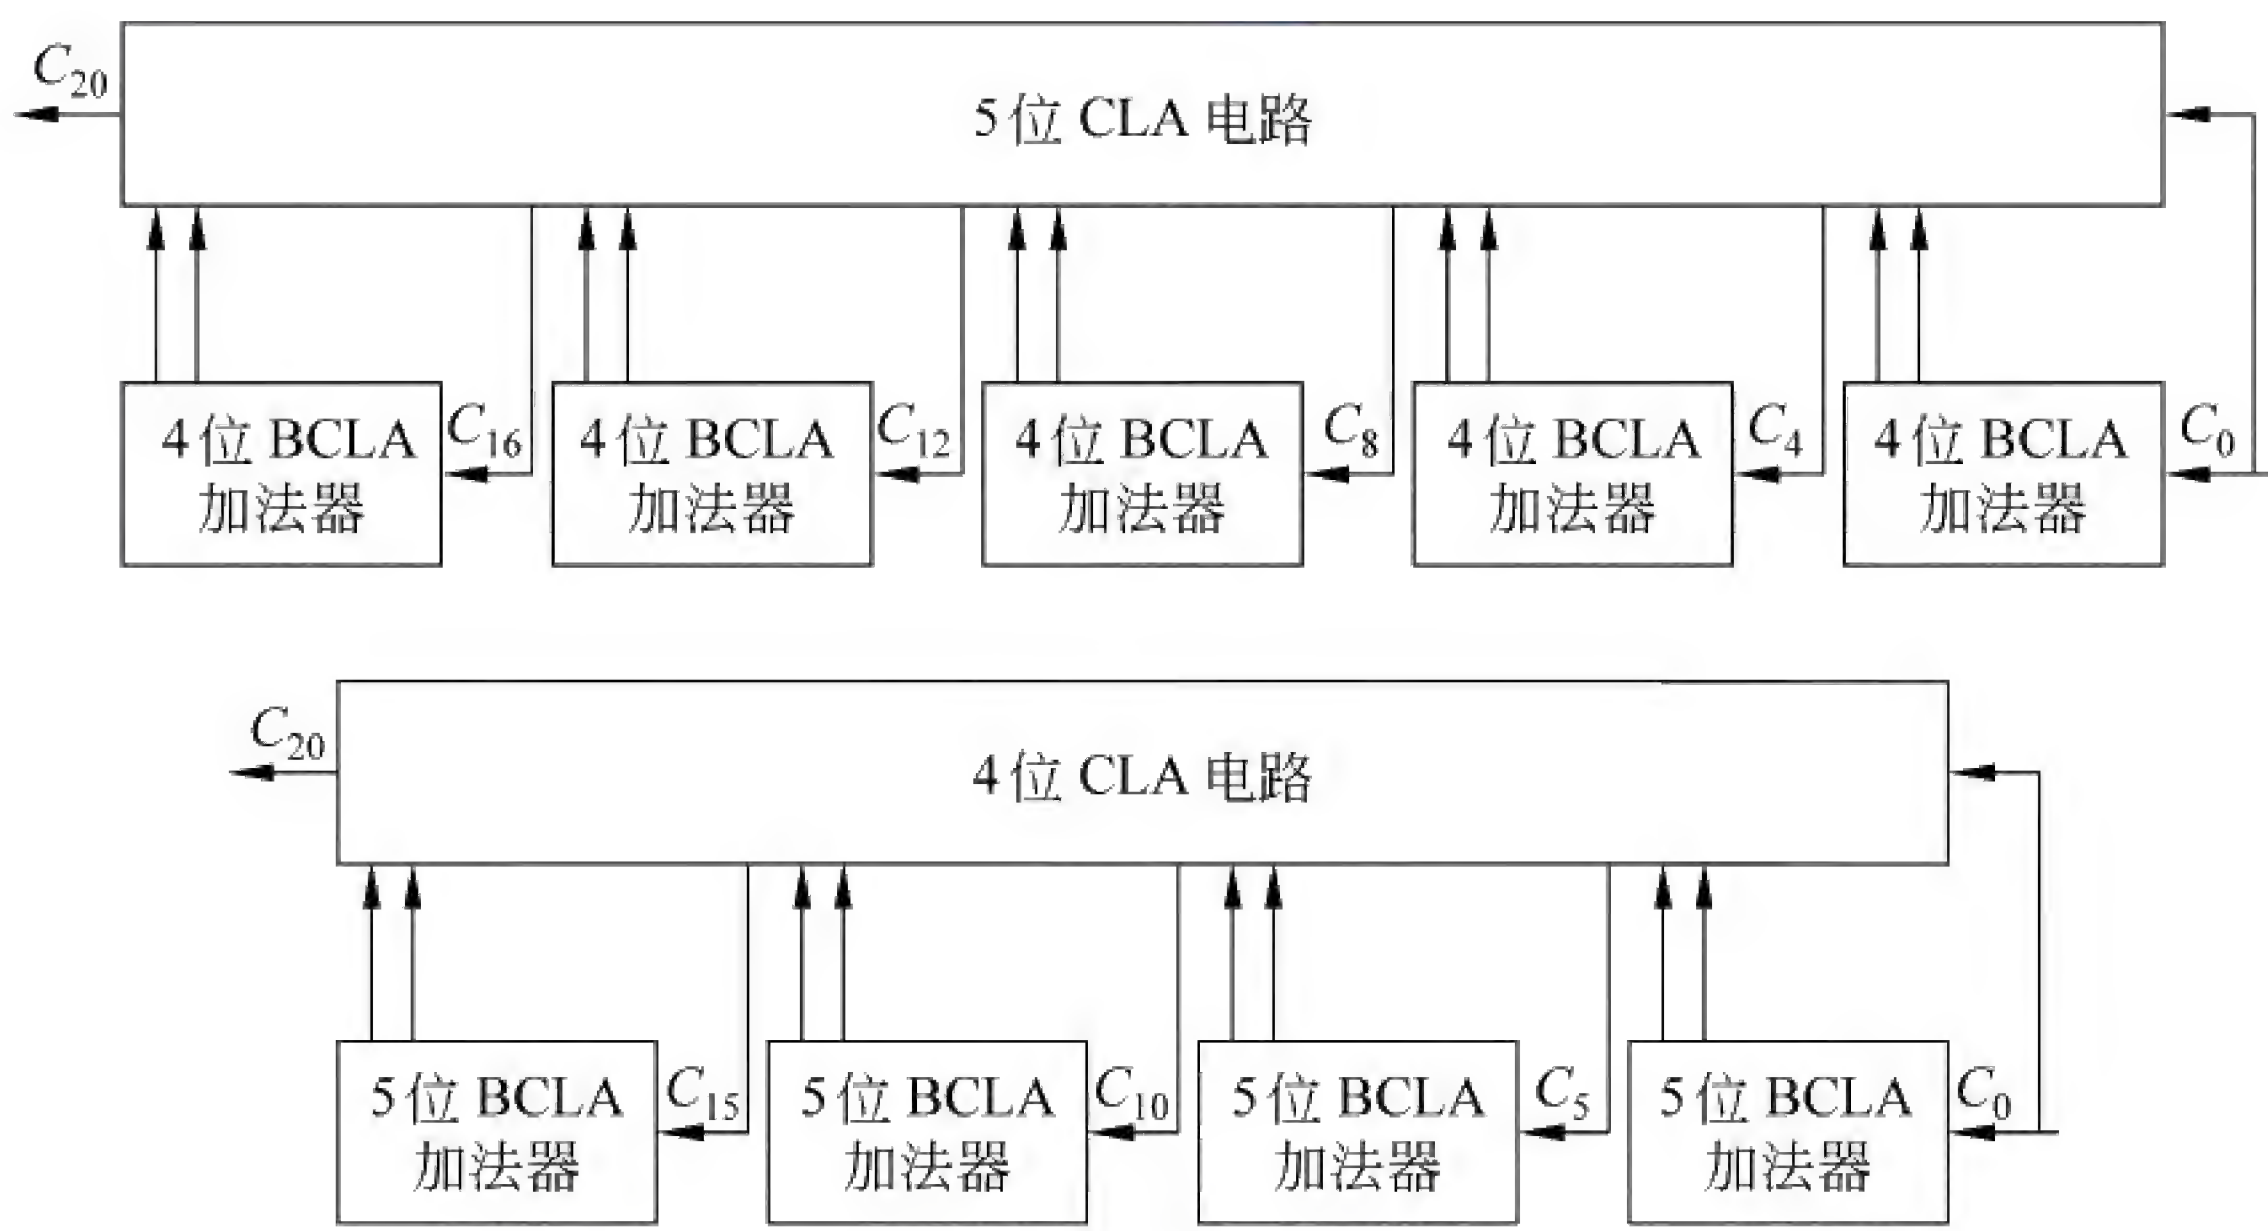 C20
5位 CLA 电路
4位 BCLA
加法器
C16
4位 BCLA
加法器
C12
4位 BCLA
加法器
C8
4位 BCLA
加法器
C4
4位 BCLA
加法器
C0
C20
4位 CLA 电路
5位 BCLA
加法器
C15
5位 BCLA
加法器
C10
5位 BCLA
加法器
C5
5位 BCLA
加法器
C0